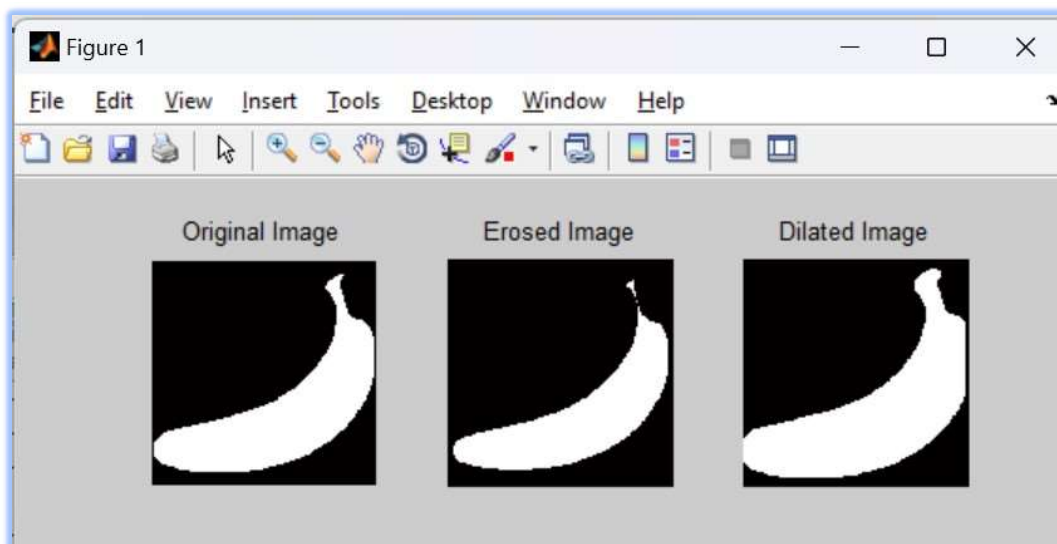 Figure 1
File Edit View Insert Tools Desktop Window Help
Original Image Erosed Image Dilated Image